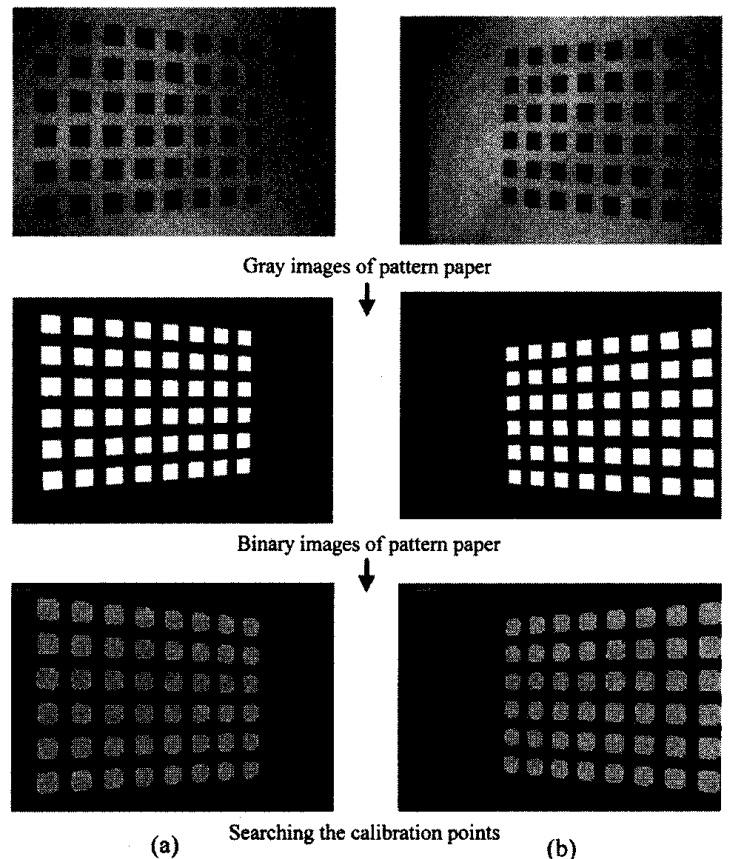 Gray images of pattern paper
Binary images of pattern paper
Searching the calibration points
(a)
(b)